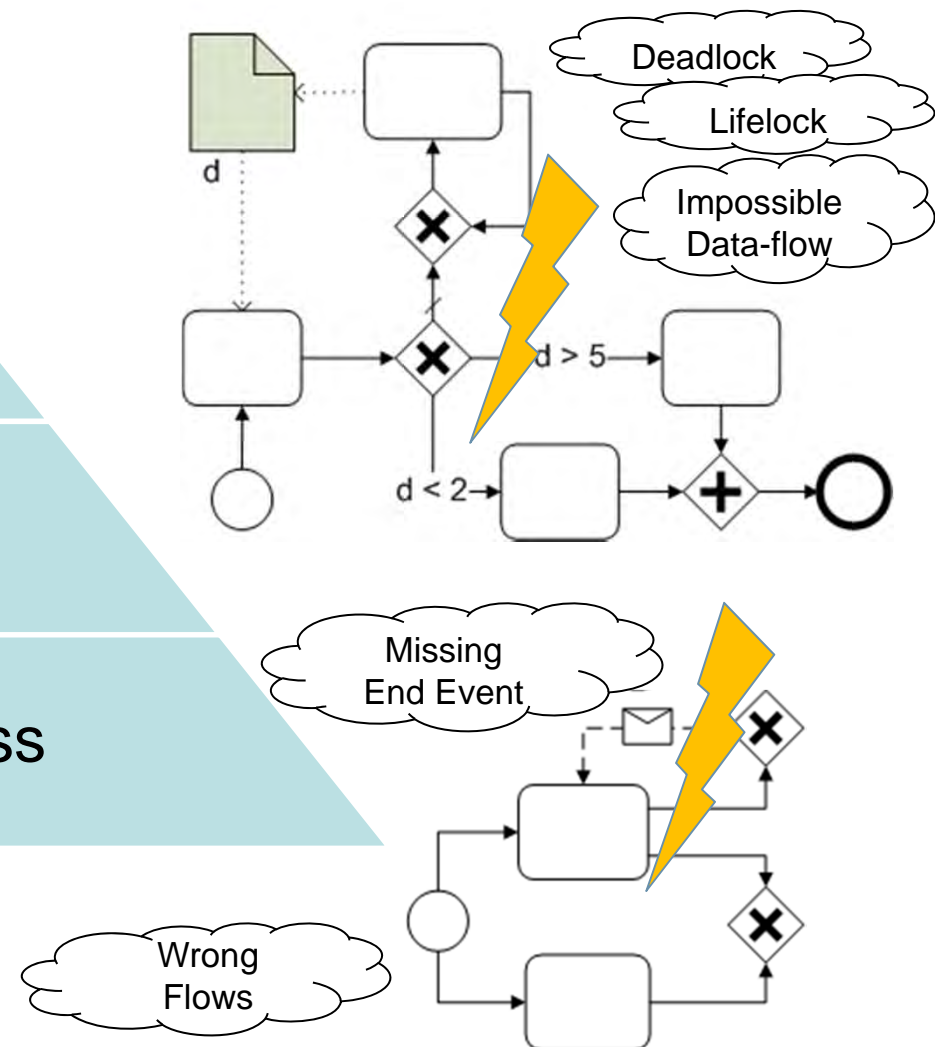 Deadlock
Lifelock
Impossible
Data-flow
d
d > 5
d < 2
Missing
End Event
ss
Wrong
Flows